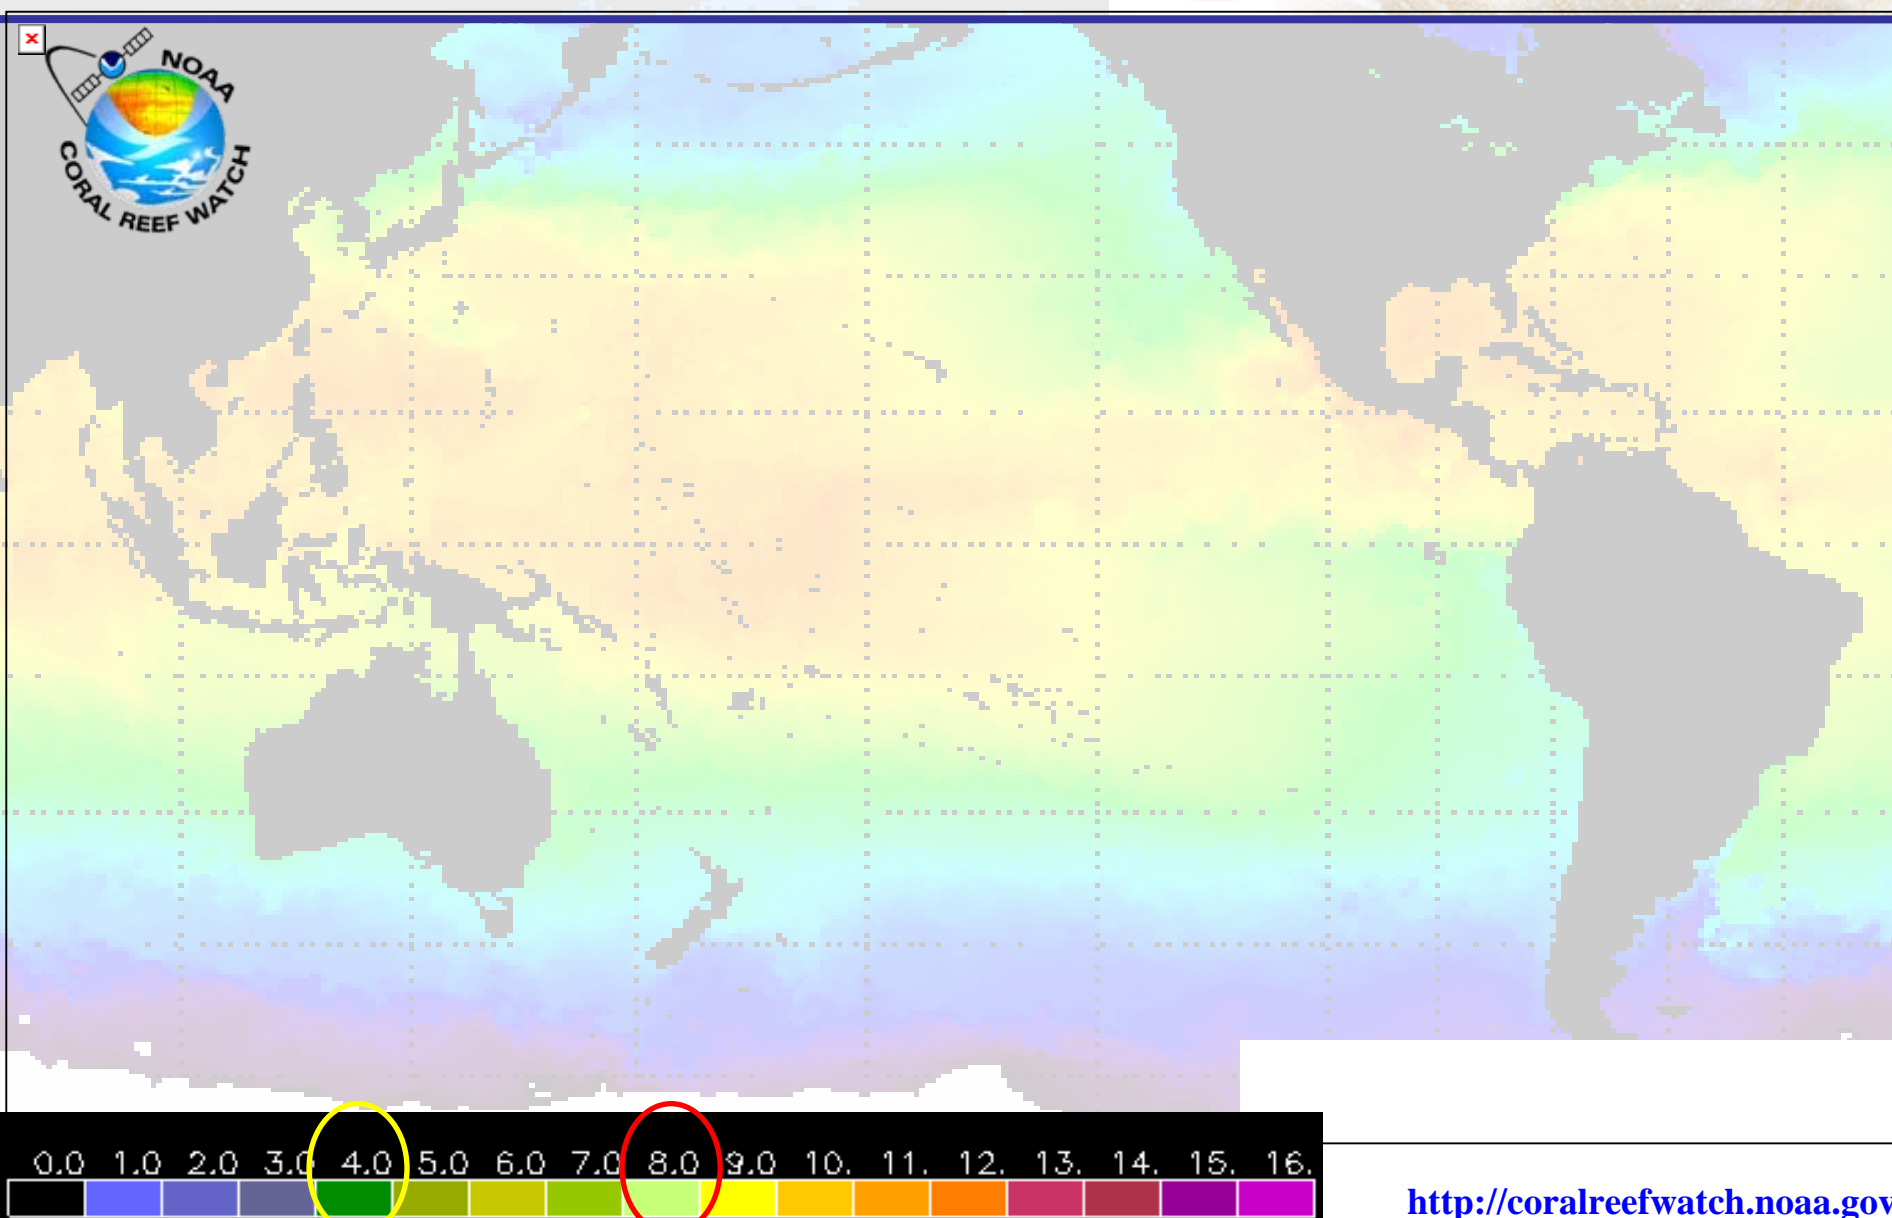 NOAA
CORAL REEF WATCH
0.0 1.0 2.0 3.0 4.0 5.0 6.0 7.0 8.0 9.0 10. 11. 12. 13. 14. 15. 16.
http://coralreefwatch.noaa.gov